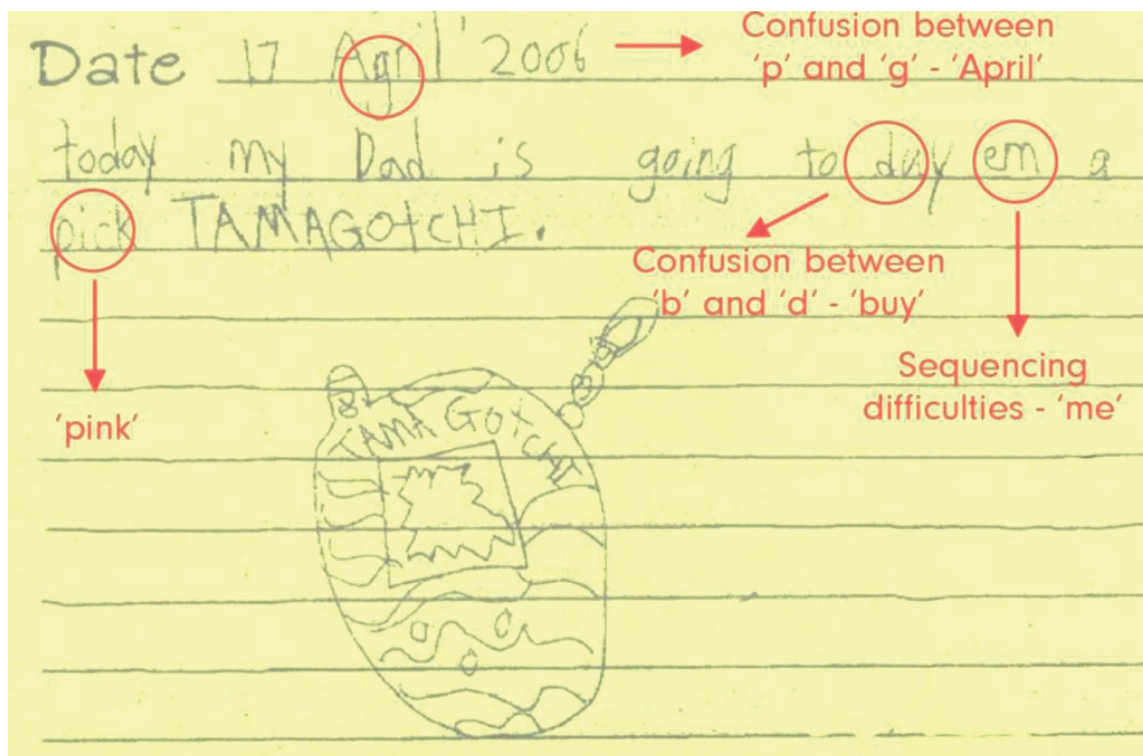 Date 17 Agril 2006 → Confusion between
'p' and 'g' - 'April'
today my Dad is going to duy em a
pick TAMAGOtCHI.
Confusion between
'b' and 'd' - 'buy'
Sequencing
difficulties - 'me'
'pink'
TAMAGOtCHI